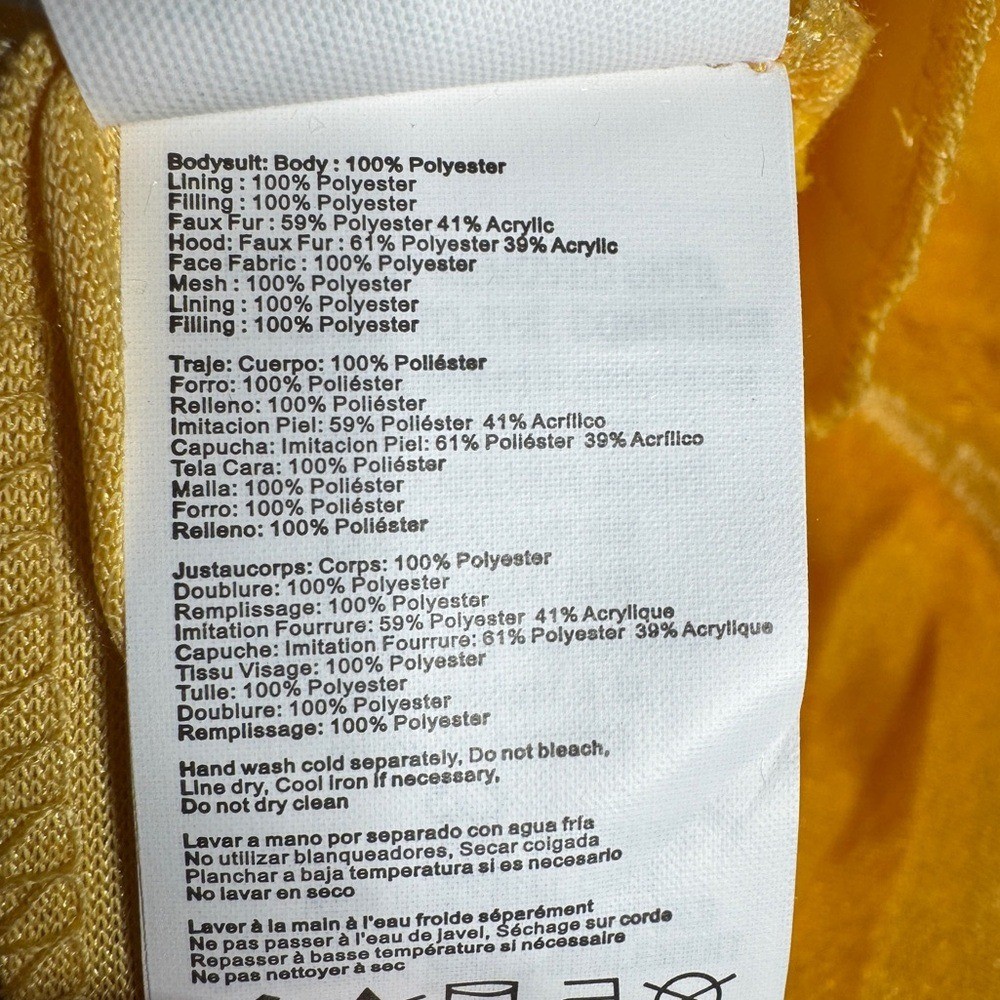 Bodysuit: Body : 100% Polyester
Lining : 100% Polyester
Filling : 100% Polyester
Faux Fur : 59% Polyester 41% Acrylic
Hood: Faux Fur : 61% Polyester 39% Acrylic
Face Fabric : 100% Polyester
Mesh : 100% Polyester
Lining : 100% Polyester
Filling : 100% Polyester
Traje: Cuerpo: 100% Poliéster
Forro: 100% Poliéster
Relleno: 100% Poliéster
Imitacion Piel: 59% Poliéster 41% Acrílico
Capucha: Imitacion Piel: 61% Poliéster 39% Acrílico
Tela Cara: 100% Poliéster
Malla: 100% Poliéster
Forro: 100% Poliéster
Relleno: 100% Poliéster
Justaucorps: Corps: 100% Polyester
Doublure: 100% Polyester
Remplissage: 100% Polyester
Imitation Fourrure: 59% Polyester 41% Acrylique
Capuche: Imitation Fourrure: 61% Polyester 39% Acrylique
Tissu Visage: 100% Polyester
Tulle: 100% Polyester
Doublure: 100% Polyester
Remplissage: 100% Polyester
Hand wash cold separately, Do not bleach,
Line dry, Cool iron if necessary,
Do not dry clean
Lavar a mano por separado con agua fría
No utilizar blanqueadores, Secar colgada
Planchar a baja temperatura si es necesario
No lavar en seco
Laver à la main à l'eau froide séparément
Ne pas passer à l'eau de javel, Séchage sur corde
Repasser à basse température si nécessaire
Ne pas nettoyer à sec